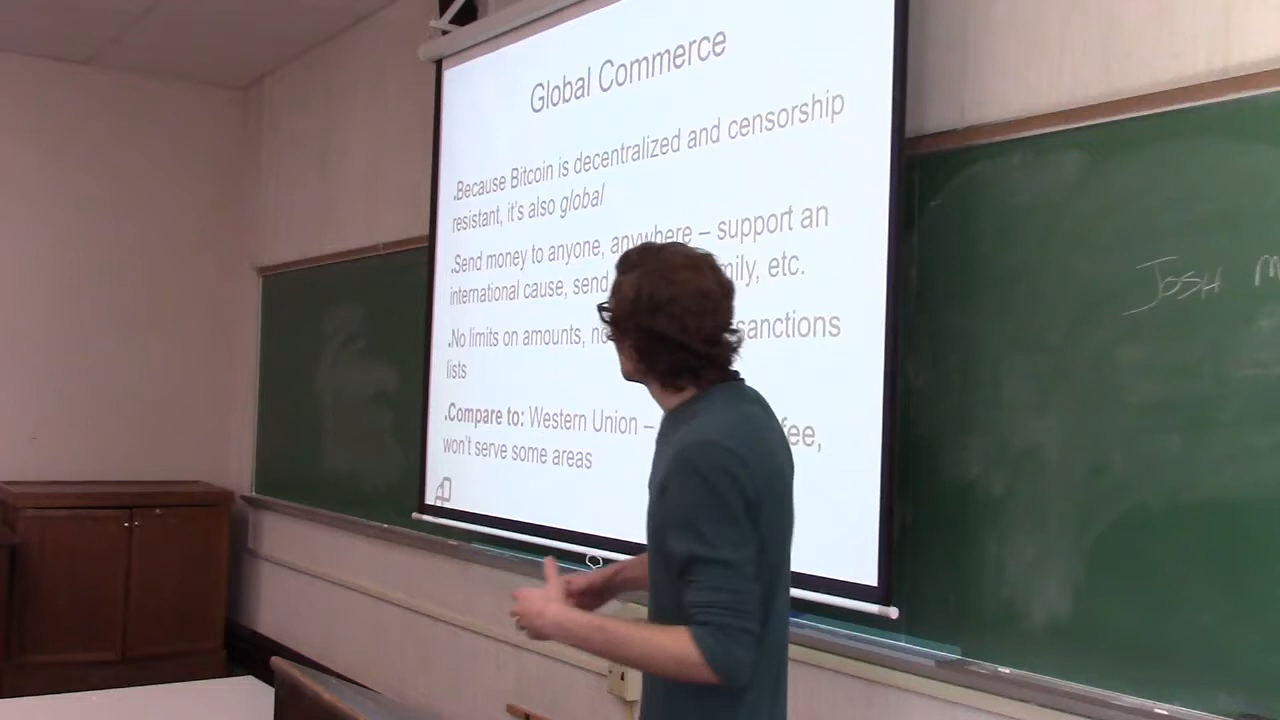 Global Commerce
.Because Bitcoin is decentralized and censorship
resistant, it's also global
.Send money to anyone, anywhere – support an
international cause, send mily, etc.
.No limits on amounts, no sanctions
lists
.Compare to: Western Union – fee,
won't serve some areas
JOSH M